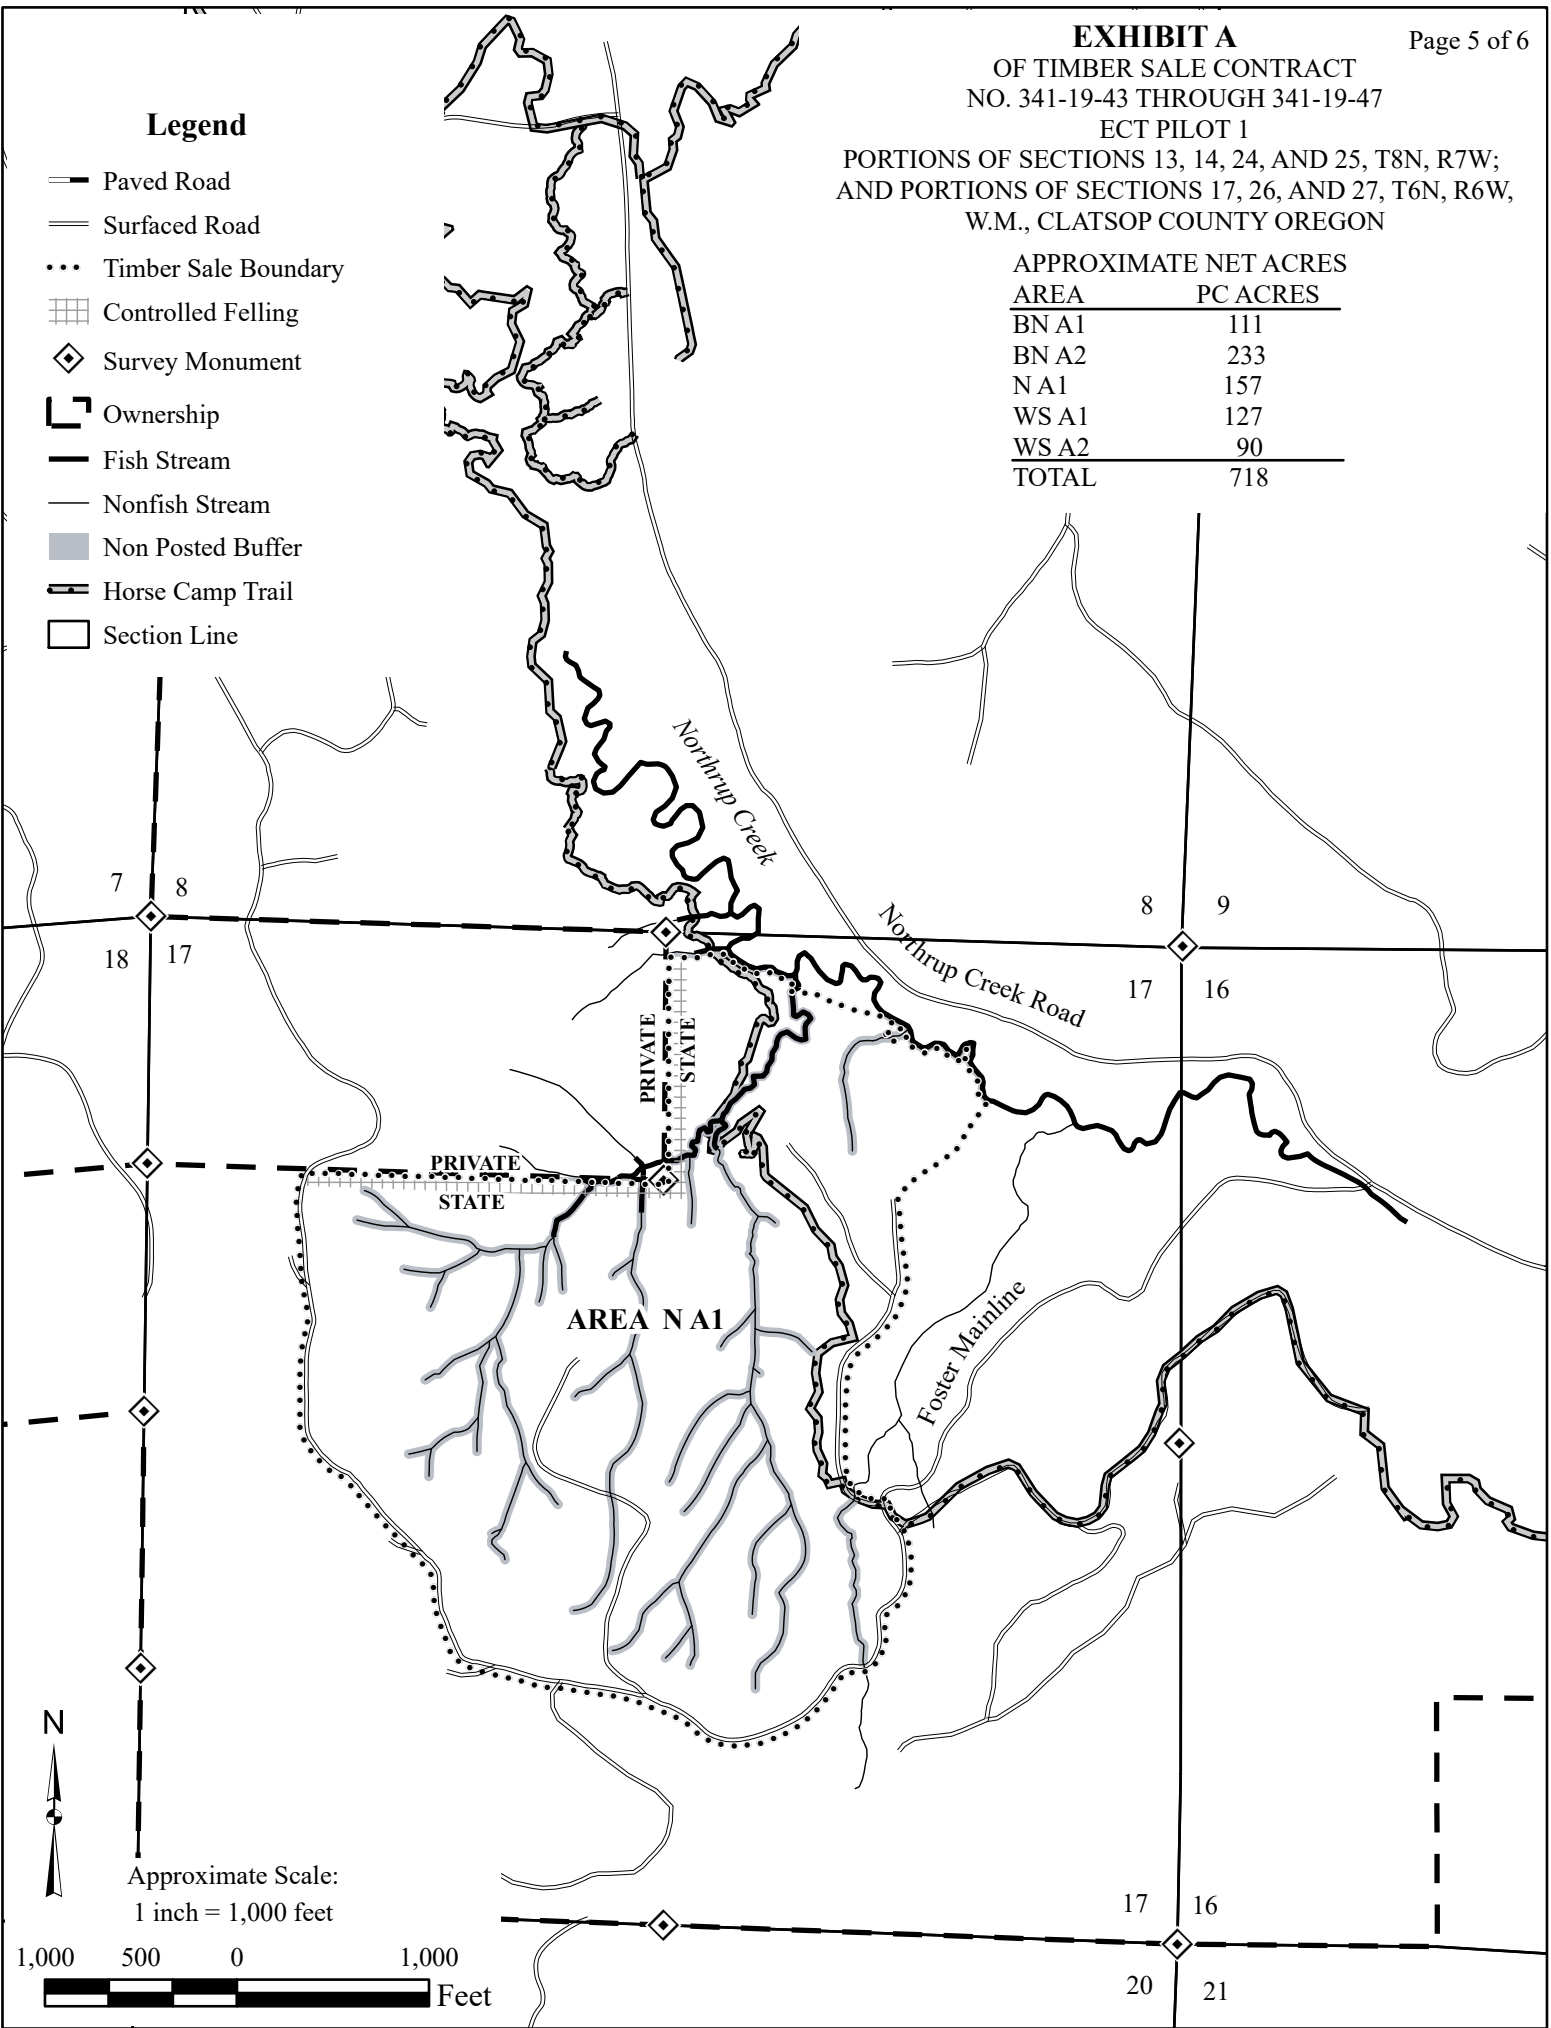 EXHIBIT A
Page 5 of 6
OF TIMBER SALE CONTRACT
NO. 341-19-43 THROUGH 341-19-47
ECT PILOT 1
PORTIONS OF SECTIONS 13, 14, 24, AND 25, T8N, R7W;
AND PORTIONS OF SECTIONS 17, 26, AND 27, T6N, R6W,
W.M., CLATSOP COUNTY OREGON
APPROXIMATE NET ACRES
AREA PC ACRES
BN A1 111
BN A2 233
N A1 157
WS A1 127
WS A2 90
TOTAL 718
Legend
Paved Road
Surfaced Road
Timber Sale Boundary
Controlled Felling
Survey Monument
Ownership
Fish Stream
Nonfish Stream
Non Posted Buffer
Horse Camp Trail
Section Line
Northrup Creek
7 8
18 17
8 9
17 16
Northrup Creek Road
PRIVATE
STATE
PRIVATE
STATE
AREA N A1
Foster Mainline
N
Approximate Scale:
1 inch = 1,000 feet
1,000 500 0 1,000
Feet
17 16
20 21